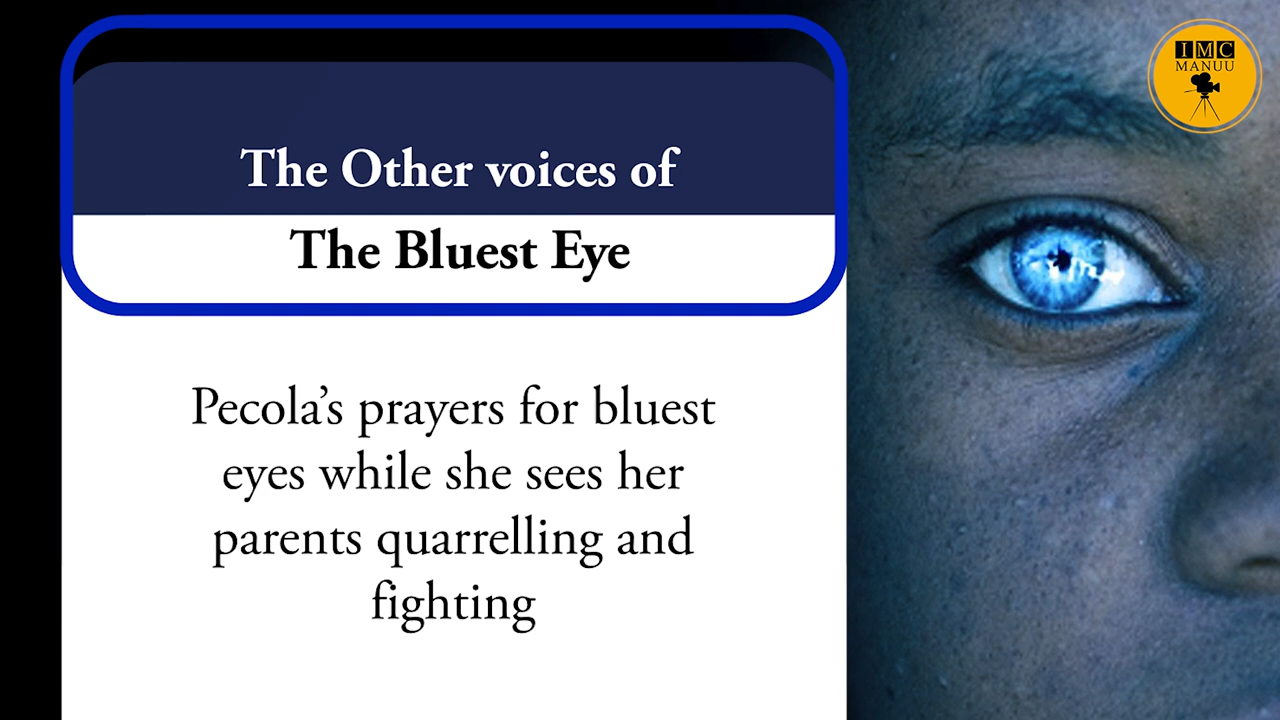 The Other voices of
The Bluest Eye
Pecola’s prayers for bluest
eyes while she sees her
parents quarrelling and
fighting
IMC
MANUU